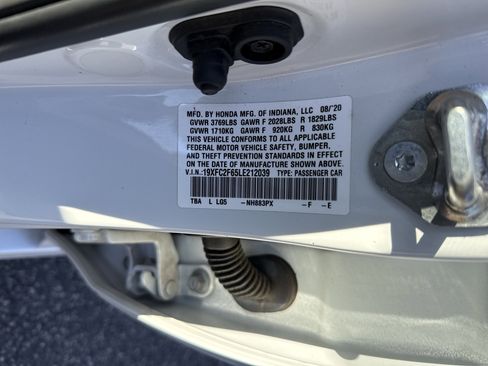 MFD. BY HONDA MFG. OF INDIANA, LLC 08/'20
GVWR 3769LBS GAWR F 2028LBS R 1829LBS
GVWR 1710KG GAWR F 920KG R 830KG
THIS VEHICLE CONFORMS TO ALL APPLICABLE
FEDERAL MOTOR VEHICLE SAFETY, BUMPER,
AND THEFT PREVENTION STANDARDS IN EFFECT
ON THE DATE OF MANUFACTURE SHOWN ABOVE.
V.I.N.:19XFC2F65LE212039 TYPE: PASSENGER CAR
TBA L LG5 -NH883PX -F -E